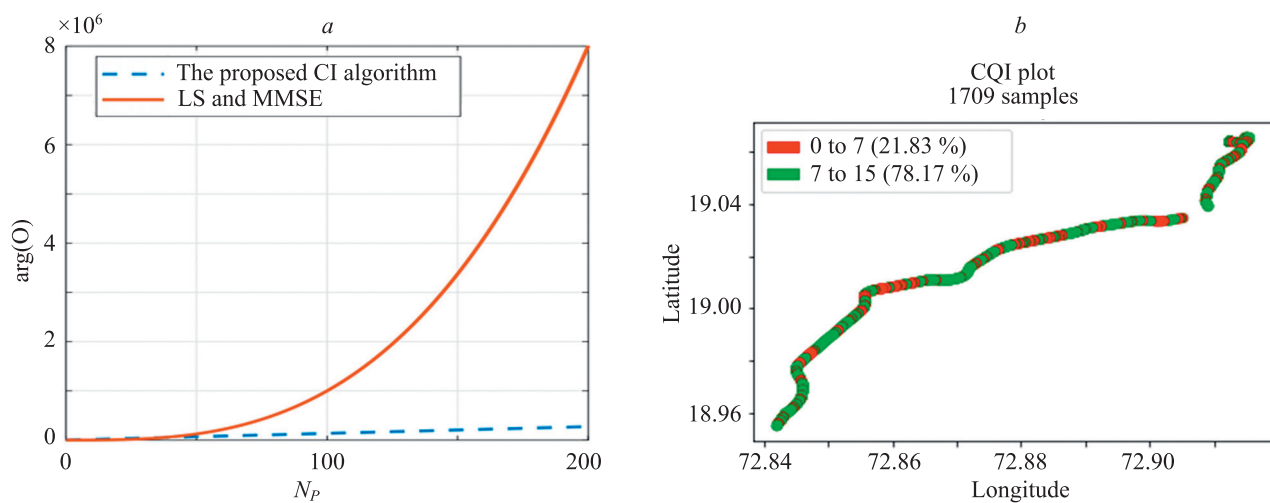 a
×10⁶
8
6
4
2
0
arg(O)
The proposed CI algorithm
LS and MMSE
0
100
200
N_P
b
CQI plot
1709 samples
0 to 7 (21.83 %)
7 to 15 (78.17 %)
19.04
19.00
18.96
Latitude
72.84
72.86
72.88
72.90
Longitude